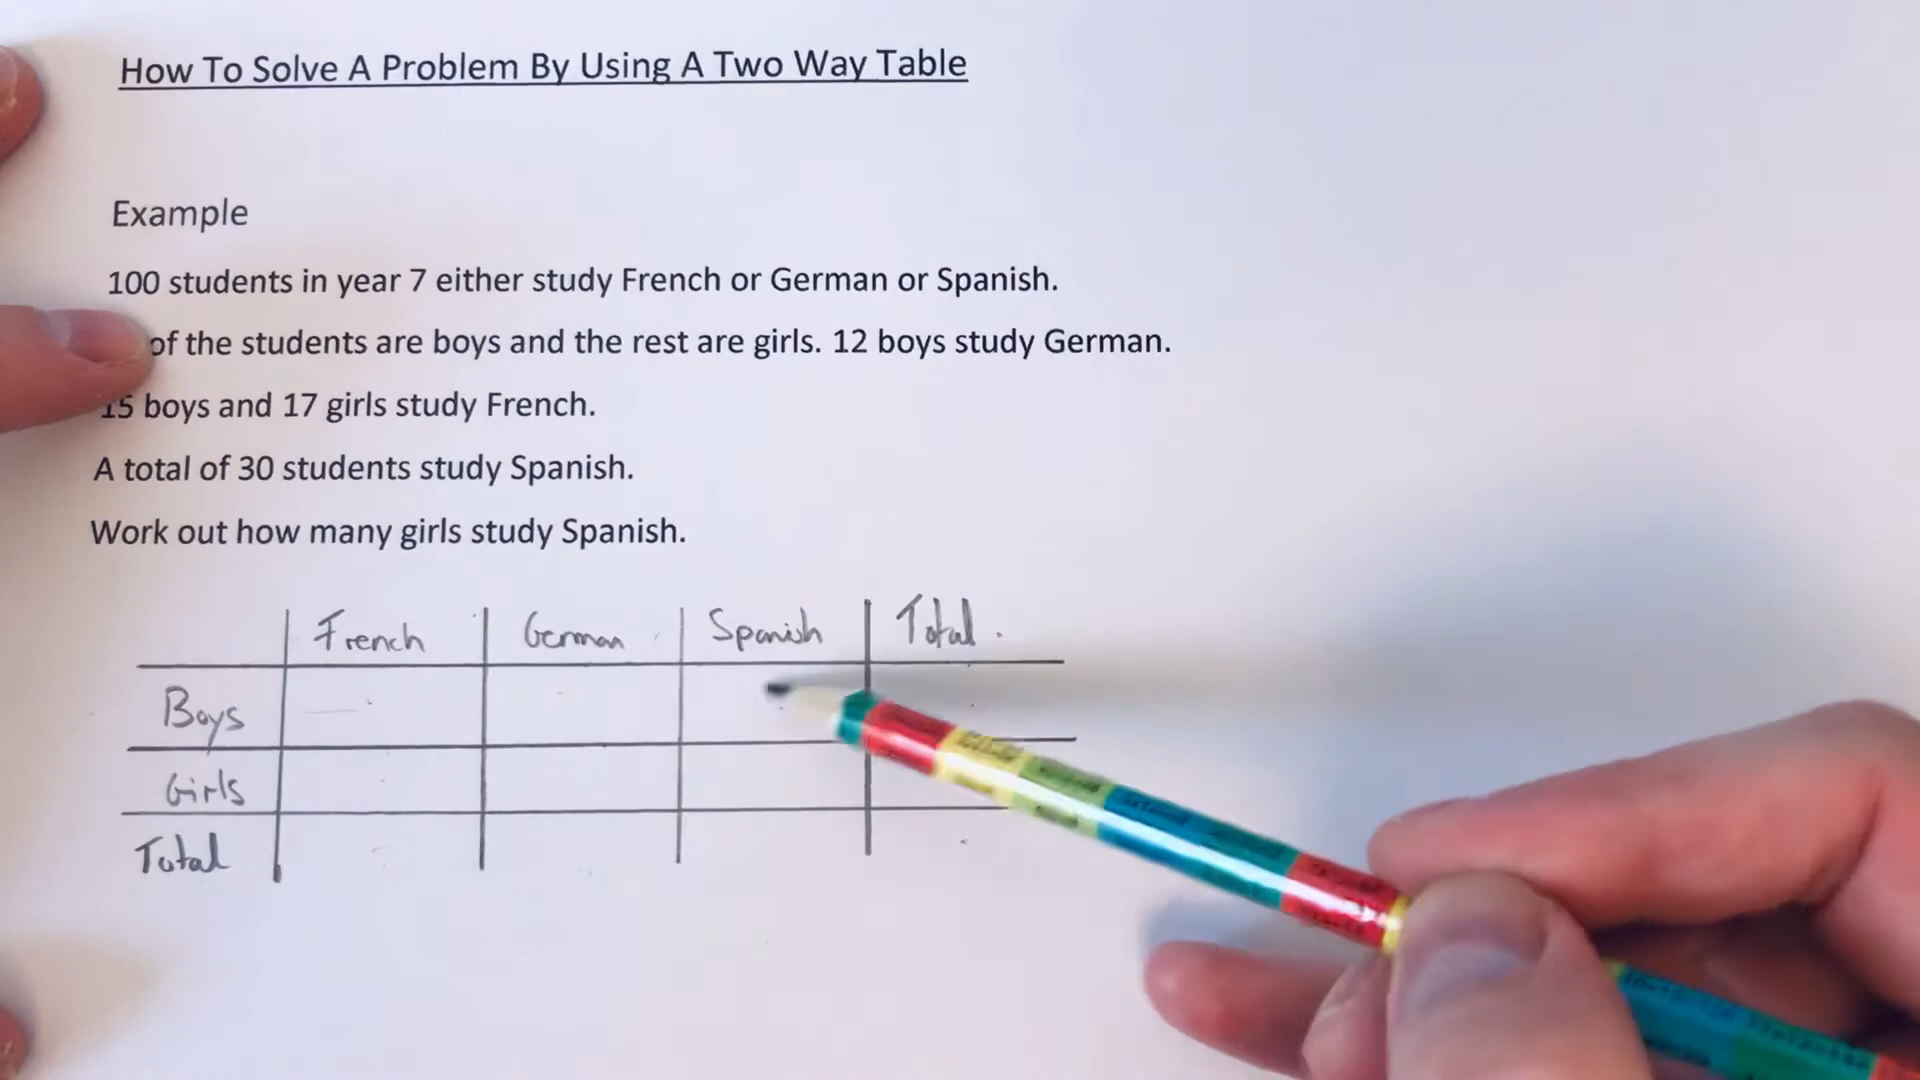 How To Solve A Problem By Using A Two Way Table
Example
100 students in year 7 either study French or German or Spanish.
of the students are boys and the rest are girls. 12 boys study German.
15 boys and 17 girls study French.
A total of 30 students study Spanish.
Work out how many girls study Spanish.
French German Spanish Total
Boys
Girls
Total